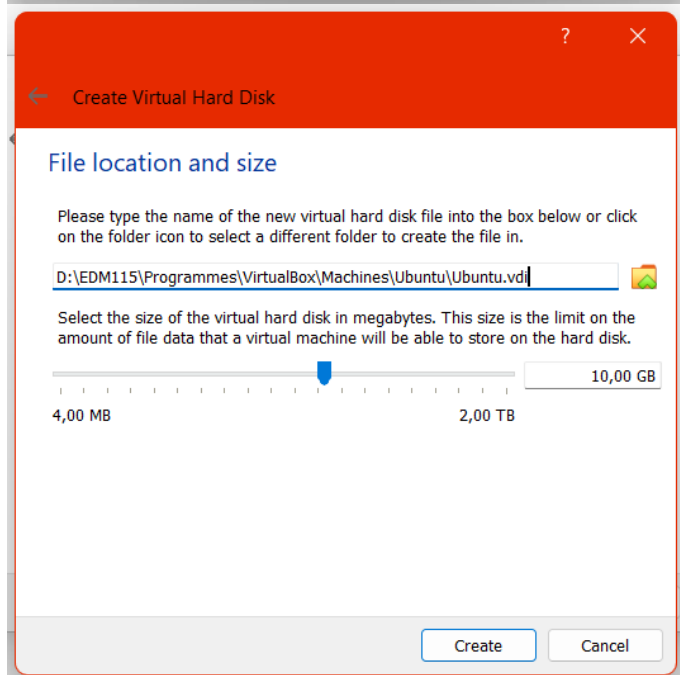 ?
Create Virtual Hard Disk
File location and size
Please type the name of the new virtual hard disk file into the box below or click
on the folder icon to select a different folder to create the file in.
D:\EDM115\Programmes\VirtualBox\Machines\Ubuntu\Ubuntu.vdi
Select the size of the virtual hard disk in megabytes. This size is the limit on the
amount of file data that a virtual machine will be able to store on the hard disk.
10,00 GB
4,00 MB 2,00 TB
Create Cancel